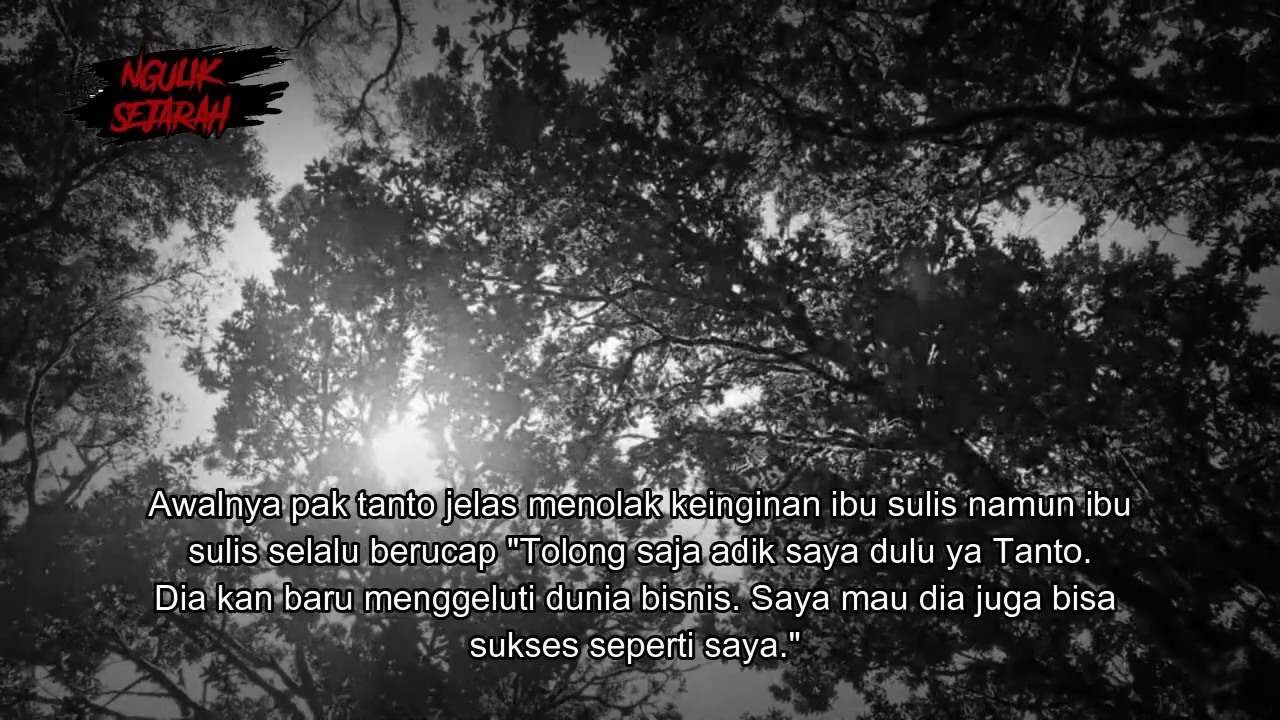 NGULIK
SEJARAH
Awalnya pak tanto jelas menolak keinginan ibu sulis namun ibu
sulis selalu berucap "Tolong saja adik saya dulu ya Tanto.
Dia kan baru menggeluti dunia bisnis. Saya mau dia juga bisa
sukses seperti saya."